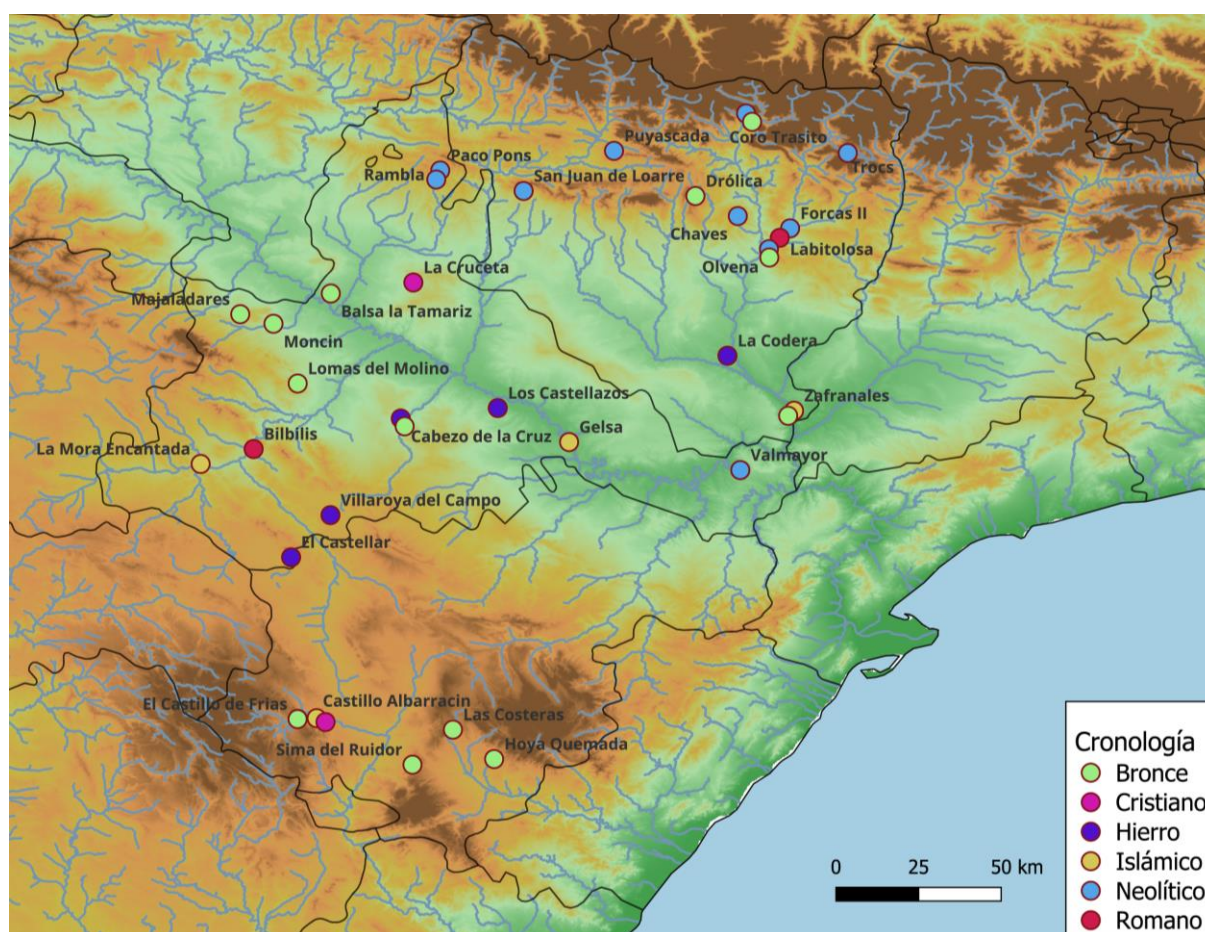 Puyascada
Coro Trasito
Trocs
Paco Pons
Rambla
San Juan de Loarre
Drólica
Chaves
Forcas II
Labitolosa
Olvena
La Cruceta
Majaladares
Balsa la Tamariz
Moncin
La Codera
Lomas del Molino
Los Castellazos
Zafranales
Bilbílis
Cabezo de la Cruz
Gelsa
La Mora Encantada
Valmayor
Villaroya del Campo
El Castellar
El Castillo de Frias
Castillo Albarracin
Las Costeras
Sima del Ruidor
Hoya Quemada
Cronología
Bronce
Cristiano
Hierro
Islámico
Neolítico
Romano
0 25 50 km